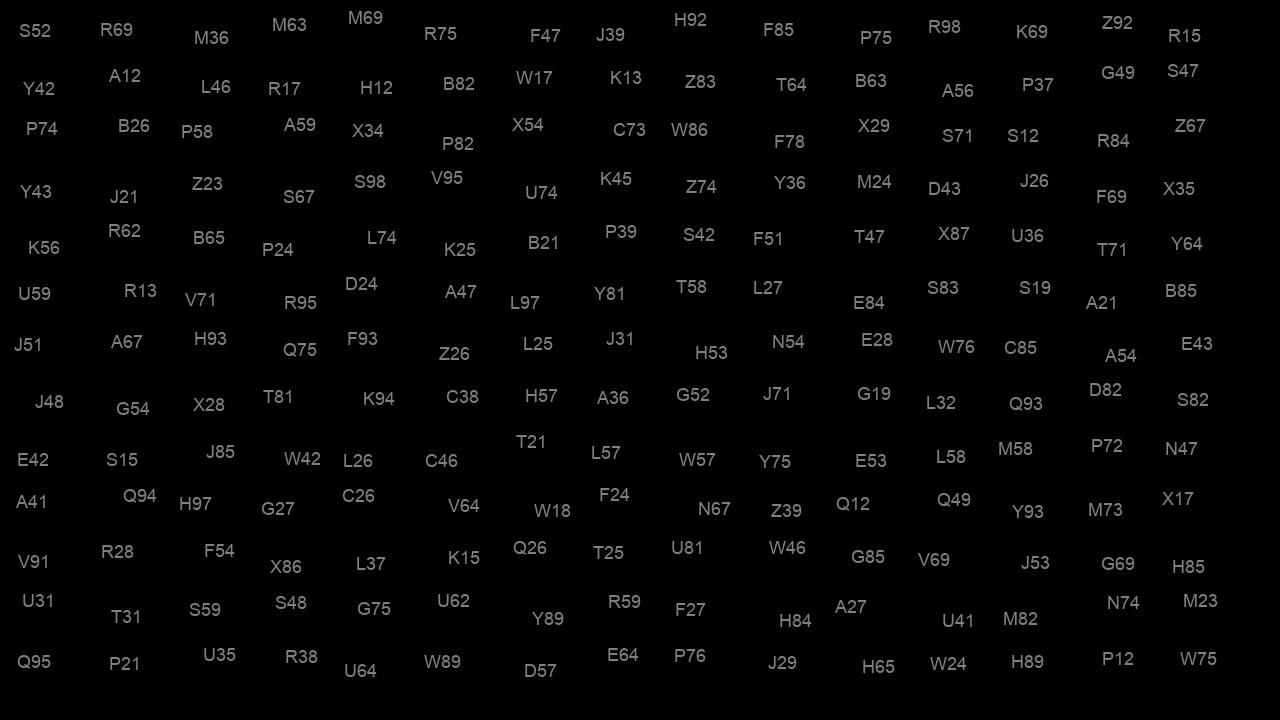 S52 R69 M36 M63 M69 R75 F47 J39 H92 F85 P75 R98 K69 Z92 R15
Y42 A12 L46 R17 H12 B82 W17 K13 Z83 T64 B63 A56 P37 G49 S47
P74 B26 P58 A59 X34 P82 X54 C73 W86 F78 X29 S71 S12 R84 Z67
Y43 J21 Z23 S67 S98 V95 U74 K45 Z74 Y36 M24 D43 J26 F69 X35
K56 R62 B65 P24 L74 K25 B21 P39 S42 F51 T47 X87 U36 T71 Y64
U59 R13 V71 R95 D24 A47 L97 Y81 T58 L27 E84 S83 S19 A21 B85
J51 A67 H93 Q75 F93 Z26 L25 J31 H53 N54 E28 W76 C85 A54 E43
J48 G54 X28 T81 K94 C38 H57 A36 G52 J71 G19 L32 Q93 D82 S82
E42 S15 J85 W42 L26 C46 T21 L57 W57 Y75 E53 L58 M58 P72 N47
A41 Q94 H97 G27 C26 V64 W18 F24 N67 Z39 Q12 Q49 Y93 M73 X17
V91 R28 F54 X86 L37 K15 Q26 T25 U81 W46 G85 V69 J53 G69 H85
U31 T31 S59 S48 G75 U62 Y89 R59 F27 H84 A27 U41 M82 N74 M23
Q95 P21 U35 R38 U64 W89 D57 E64 P76 J29 H65 W24 H89 P12 W75